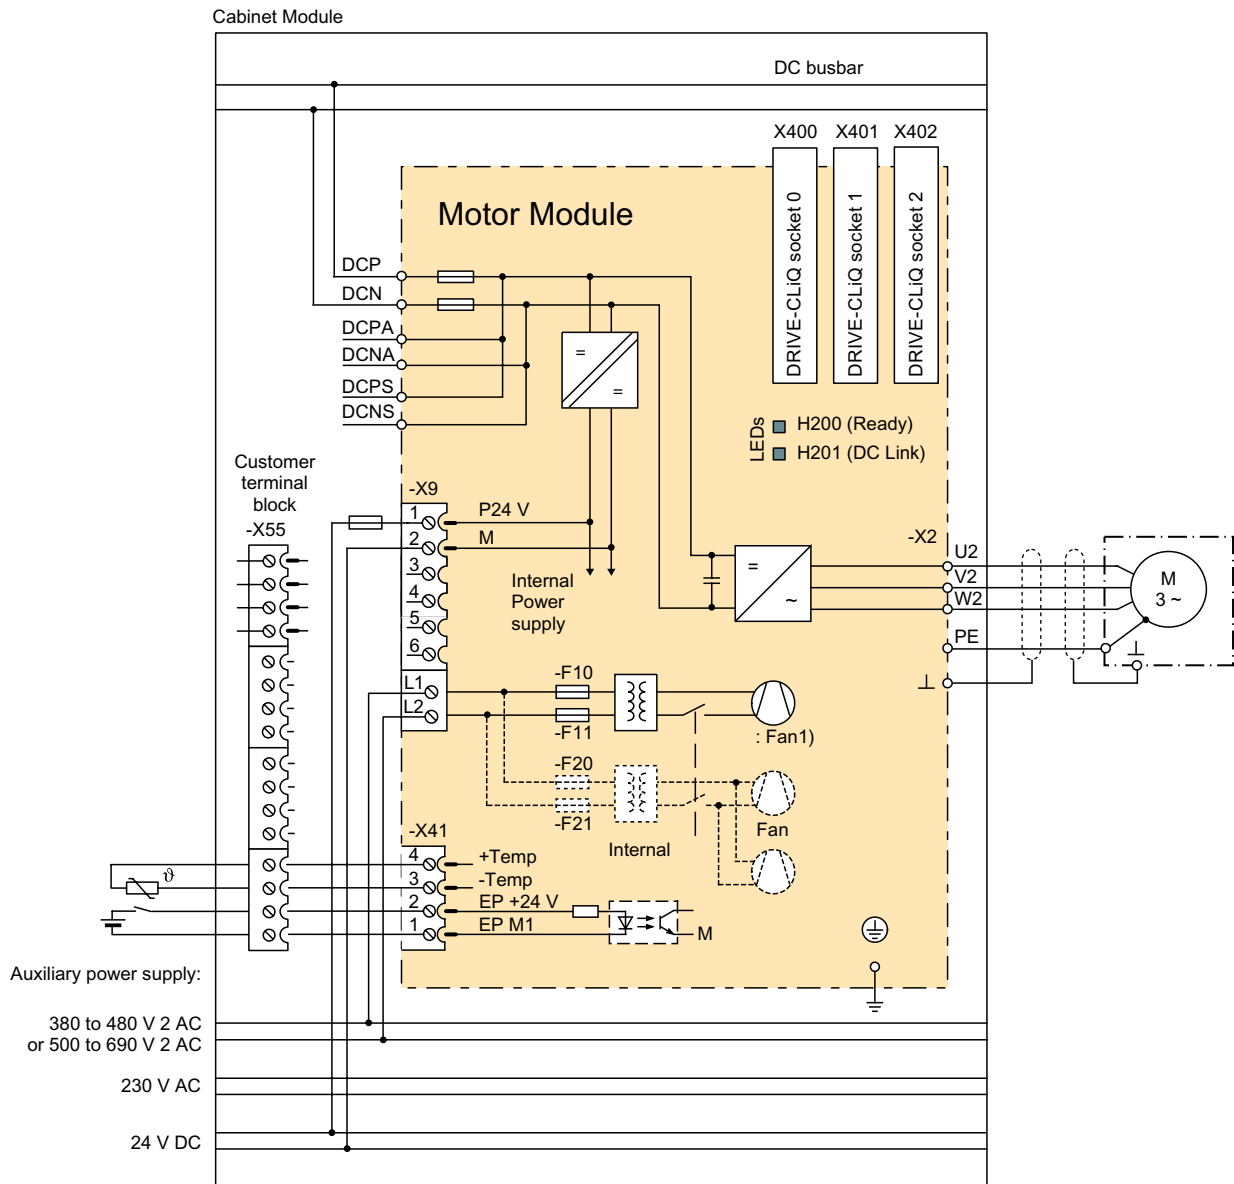 Cabinet Module
DC busbar
X400 X401 X402
DRIVE-CLiQ socket 0
DRIVE-CLiQ socket 1
DRIVE-CLiQ socket 2
Motor Module
DCP
DCN
DCPA
DCNA
DCPS
DCNS
=
=
LEDs
H200 (Ready)
H201 (DC Link)
Customer
terminal
block
-X55
-X9
1
P24 V
2
M
3
4
5
6
Internal
Power
supply
=
~
-X2
U2
V2
W2
PE
M
3 ~
L1
L2
-F10
-F11
: Fan1)
-F20
-F21
Fan
Internal
-X41
4
+Temp
3
-Temp
2
EP +24 V
1
EP M1
M
ϑ
Auxiliary power supply:
380 to 480 V 2 AC
or 500 to 690 V 2 AC
230 V AC
24 V DC